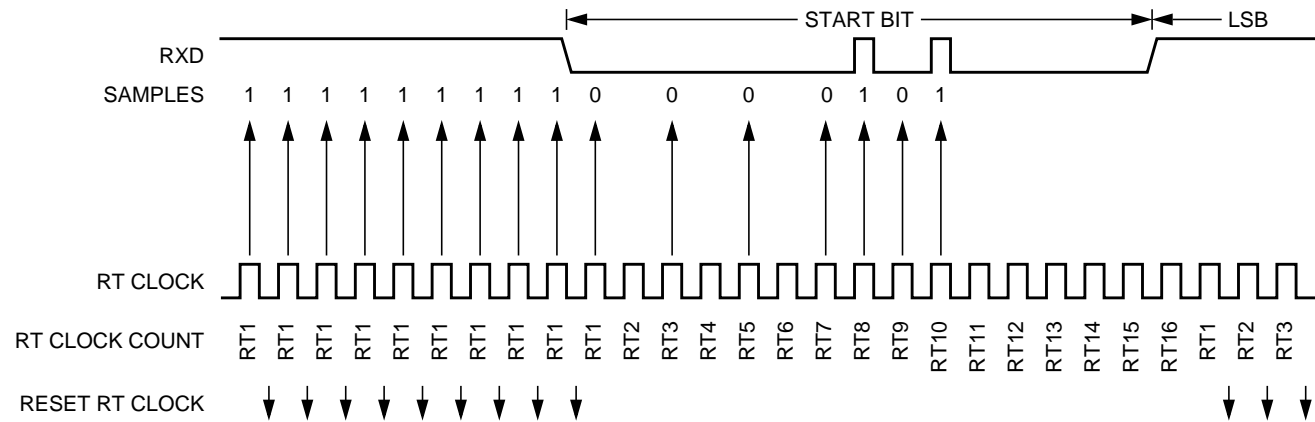 START BIT LSB
RXD
SAMPLES 1 1 1 1 1 1 1 1 1 0 0 0 0 1 0 1
RT CLOCK
RT CLOCK COUNT RT1 RT1 RT1 RT1 RT1 RT1 RT1 RT1 RT1 RT1 RT2 RT3 RT4 RT5 RT6 RT7 RT8 RT9 RT10 RT11 RT12 RT13 RT14 RT15 RT16 RT1 RT2 RT3
RESET RT CLOCK